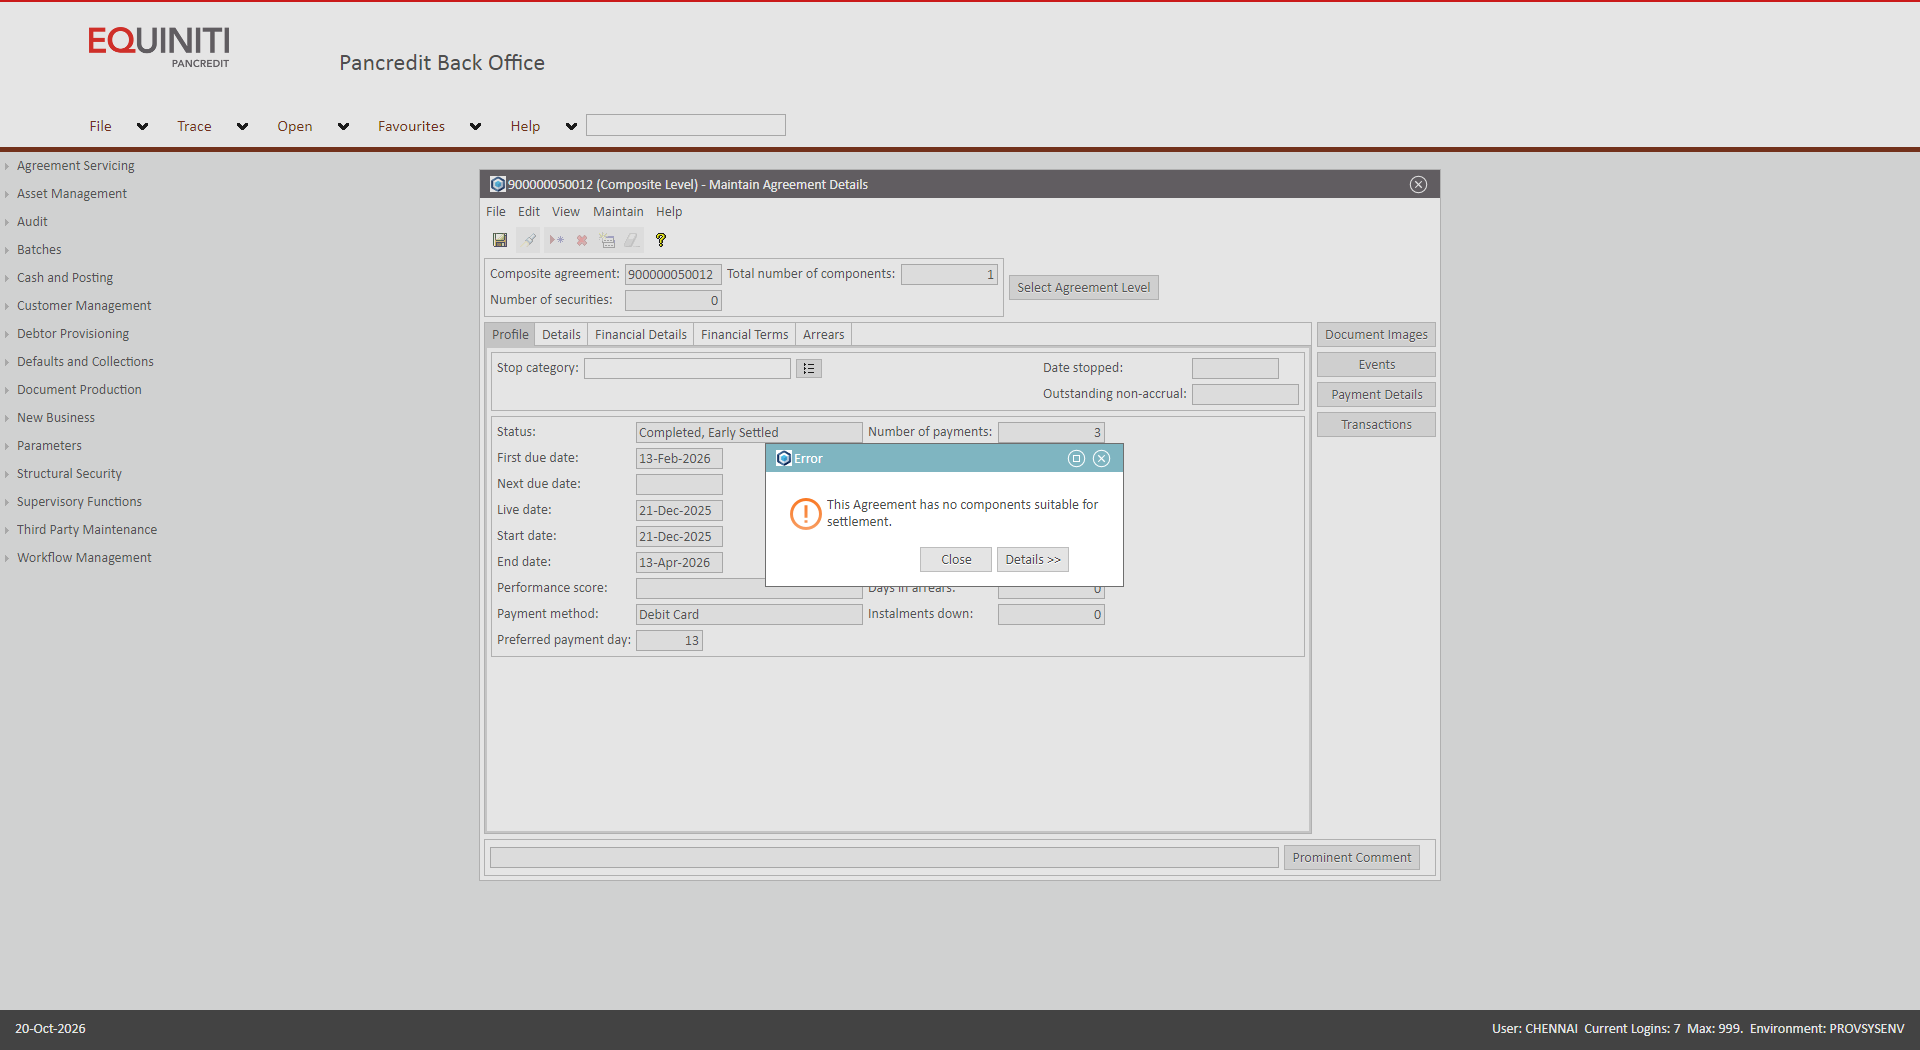 EQUINITI
PANCREDIT
Pancredit Back Office
File Trace Open Favourites Help
Agreement Servicing
Asset Management
Audit
Batches
Cash and Posting
Customer Management
Debtor Provisioning
Defaults and Collections
Document Production
New Business
Parameters
Structural Security
Supervisory Functions
Third Party Maintenance
Workflow Management
900000050012 (Composite Level) - Maintain Agreement Details
File Edit View Maintain Help
Composite agreement: 900000050012 Total number of components: 1
Number of securities: 0
Select Agreement Level
Profile Details Financial Details Financial Terms Arrears
Stop category: Date stopped:
Outstanding non-accrual:
Document Images
Events
Payment Details
Transactions
Status: Completed, Early Settled Number of payments: 3
First due date: 13-Feb-2026
Next due date:
Live date: 21-Dec-2025
Start date: 21-Dec-2025
End date: 13-Apr-2026
Performance score: Days in arrears: 0
Payment method: Debit Card Instalments down: 0
Preferred payment day: 13
Error
This Agreement has no components suitable for
settlement.
Close Details >>
Prominent Comment
20-Oct-2026 User: CHENNAI Current Logins: 7 Max: 999. Environment: PROVSYSENV